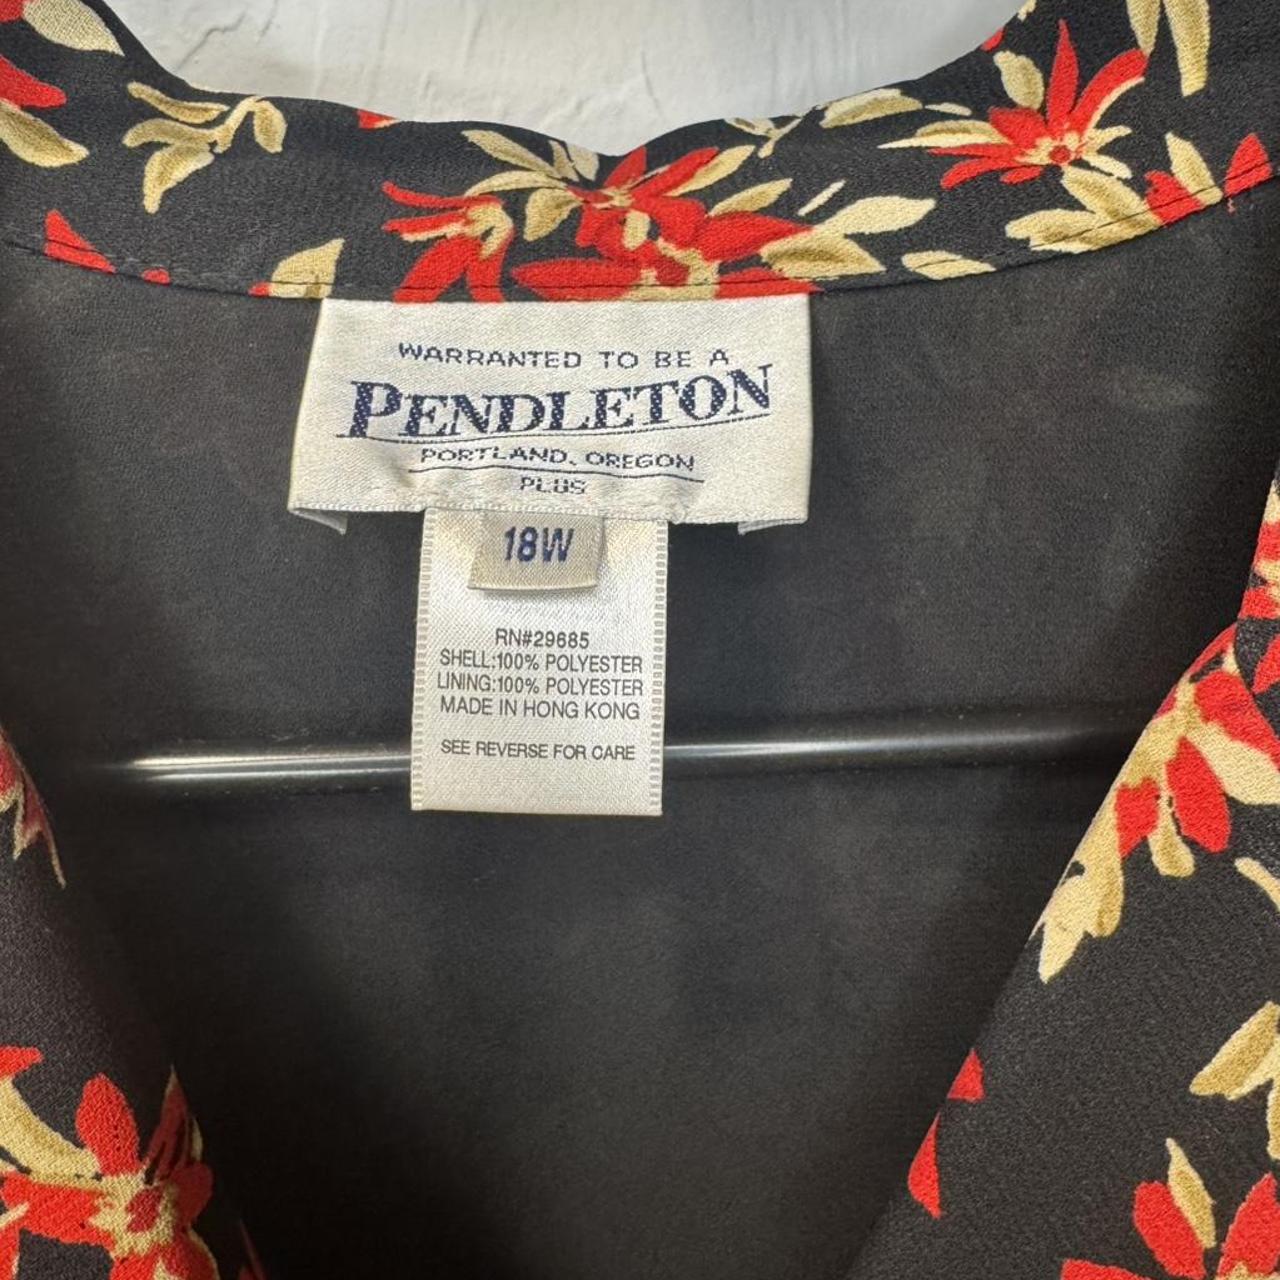 WARRANTED TO BE A
PENDLETON
PORTLAND, OREGON
PLUS
18W
RN#29685
SHELL:100% POLYESTER
LINING:100% POLYESTER
MADE IN HONG KONG
SEE REVERSE FOR CARE